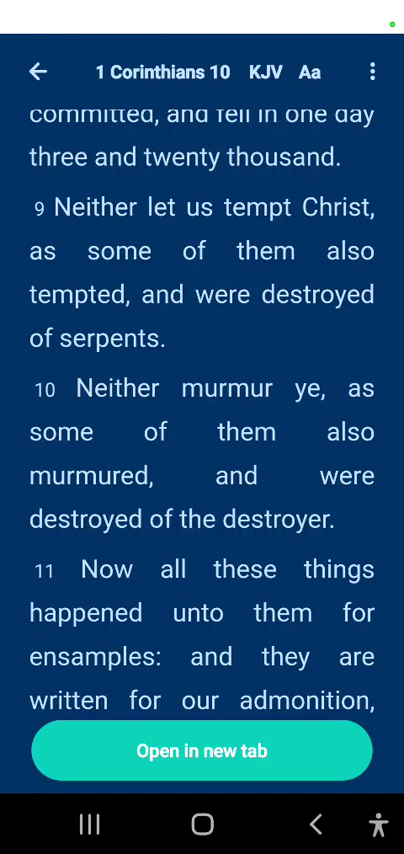 1 Corinthians 10 KJV Aa
committed, and fell in one day
three and twenty thousand.
9 Neither let us tempt Christ,
as some of them also
tempted, and were destroyed
of serpents.
10 Neither murmur ye, as
some of them also
murmured, and were
destroyed of the destroyer.
11 Now all these things
happened unto them for
ensamples: and they are
written for our admonition,
Open in new tab